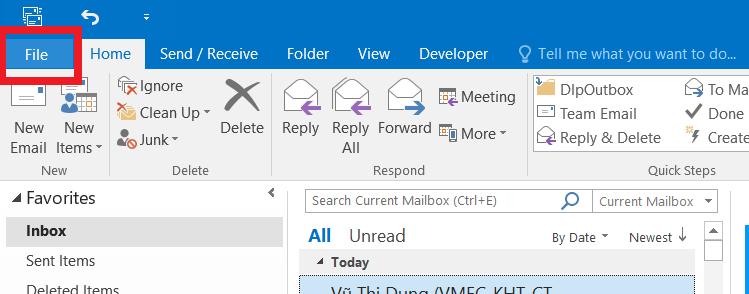 File Home Send / Receive Folder View Developer Tell me what you want to do...
New Email
New Items
Ignore
Clean Up
Junk
Delete
Reply
Reply All
Forward
Meeting
More
DlpOutbox
Team Email
Reply & Delete
To Ma
Done
Create
New Delete Respond Quick Steps
Favorites
Inbox
Sent Items
Deleted Items
Search Current Mailbox (Ctrl+E) Current Mailbox
All Unread By Date Newest
Today
Vũ Thị Dung /VMEC-KHT-CT